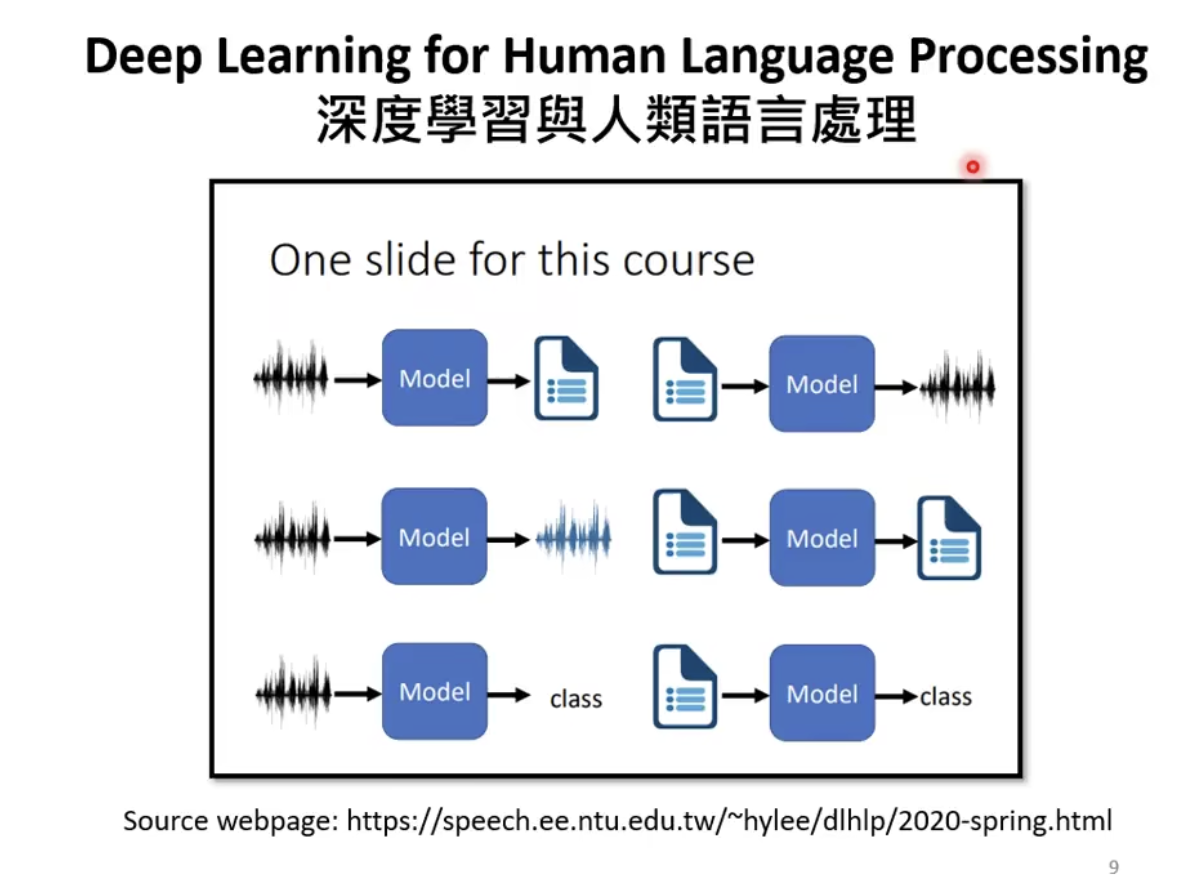 Deep Learning for Human Language Processing
深度學習與人類語言處理
One slide for this course
Model
Model
Model
Model
Model
class
Model
class
Source webpage: https://speech.ee.ntu.edu.tw/~hylee/dlhlp/2020-spring.html
9